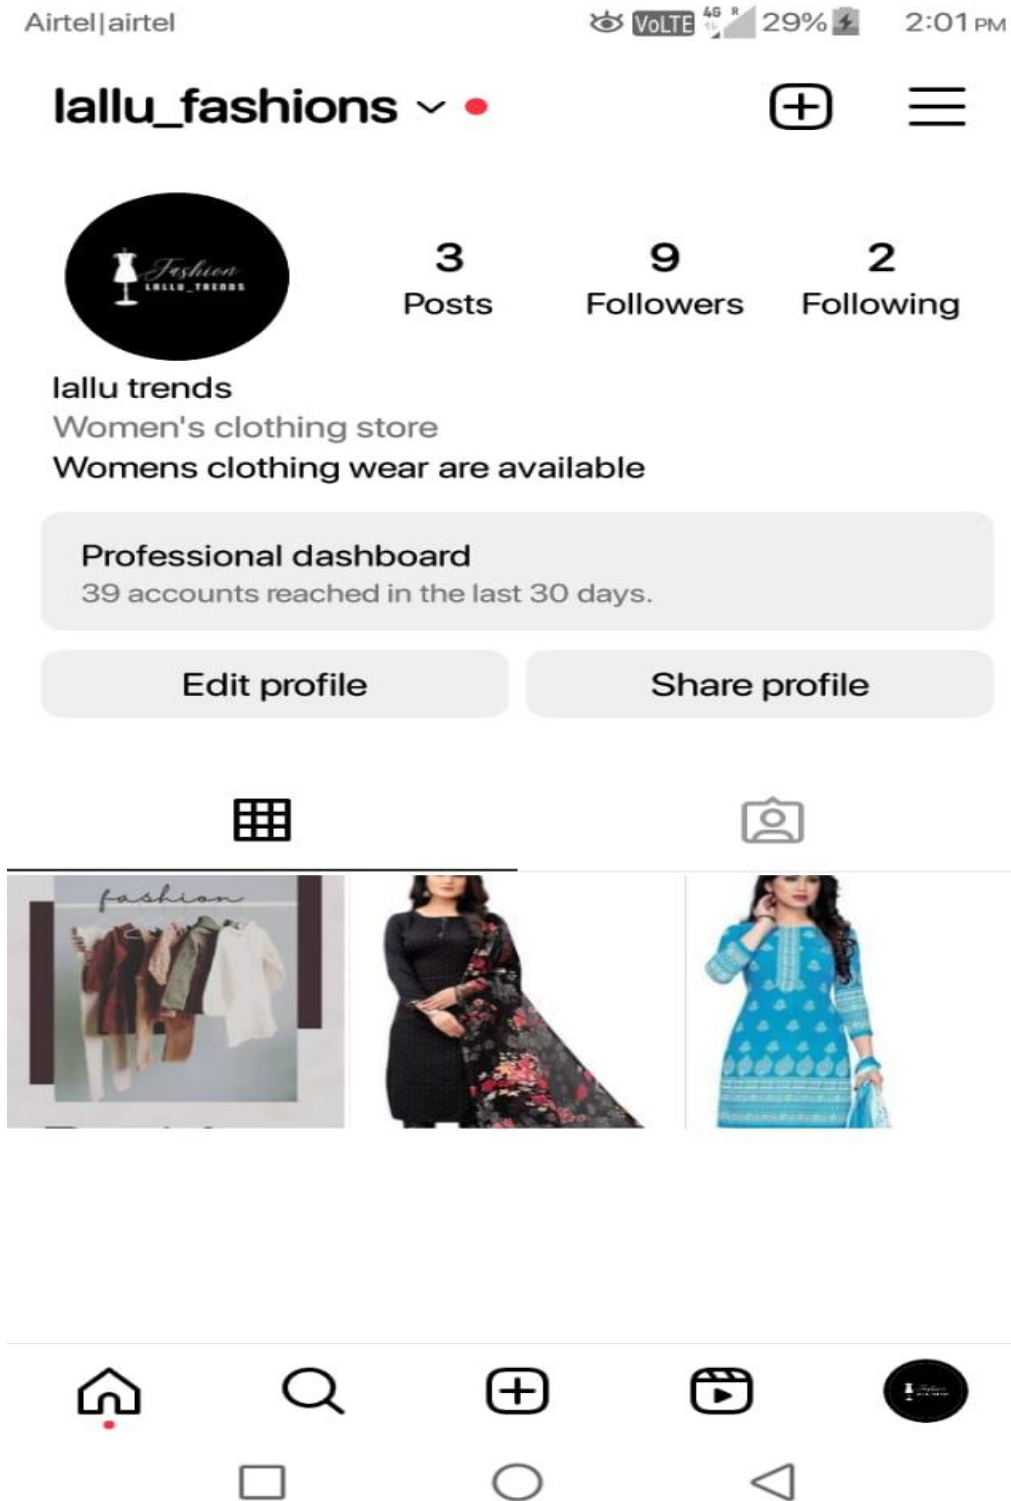 Airtel|airtel VoLTE 4G R 29% 2:01 PM
lallu_fashions
Fashion
LALLU_TRENDS
3 9 2
Posts Followers Following
lallu trends
Women's clothing store
Womens clothing wear are available
Professional dashboard
39 accounts reached in the last 30 days.
Edit profile Share profile
fashion